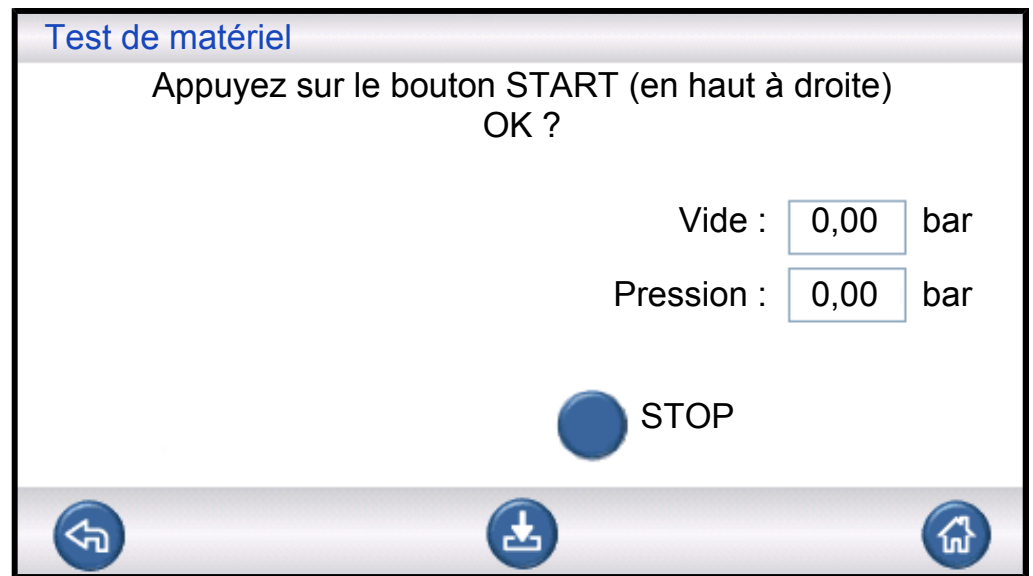 Test de matériel
Appuyez sur le bouton START (en haut à droite)
OK ?
Vide : 0,00 bar
Pression : 0,00 bar
STOP